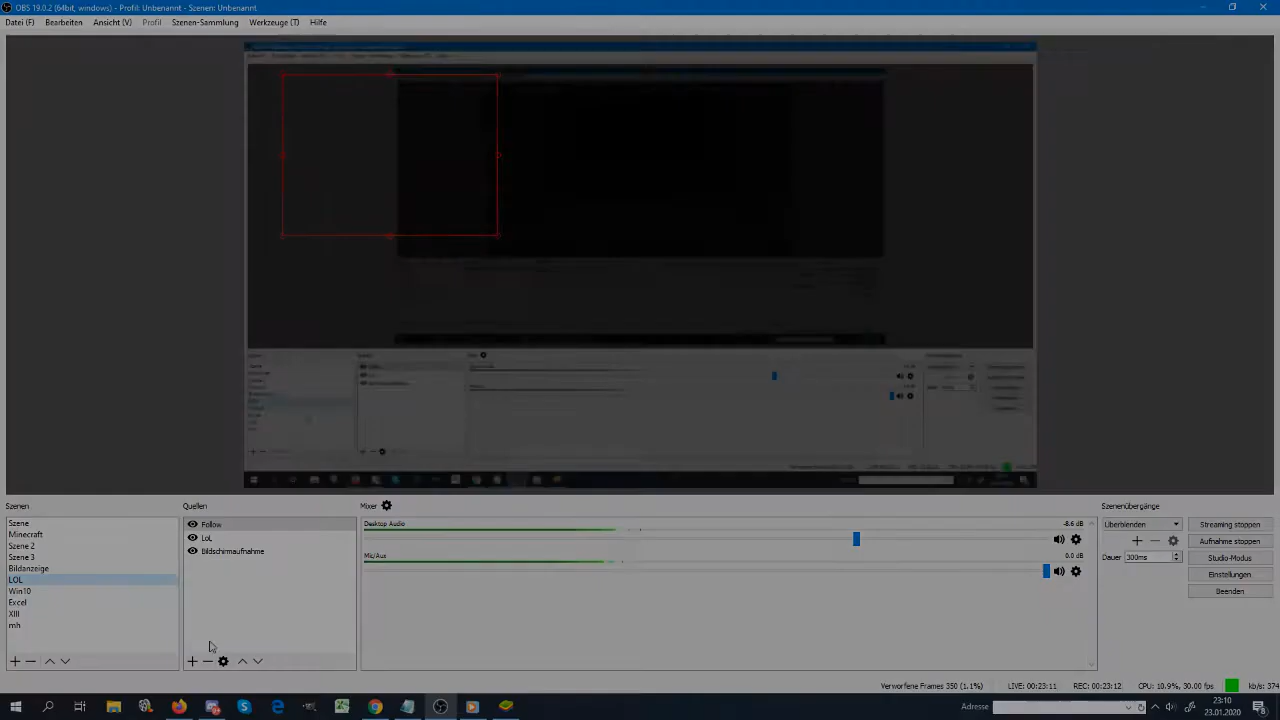 OBS 19.0.2 (64bit, windows) - Profil: Unbenannt - Szenen: Unbenannt
Datei (F) Bearbeiten Ansicht (V) Profil Szenen-Sammlung Werkzeuge (T) Hilfe
Szenen
Szene
Minecraft
Szene 2
Szene 3
Bildanzeige
LOL
Win10
Excel
XIII
mh
Quellen
Follow
LoL
Bildschirmaufnahme
Mixer
Desktop Audio -8.6 dB
Mic/Aux 0.0 dB
Szenenübergänge
Überblenden
Dauer 300ms
Streaming stoppen
Aufnahme stoppen
Studio-Modus
Einstellungen
Beenden
Verworfene Frames 350 (1.1%) LIVE: 00:23:11 REC: 00:23:12 CPU: 10.9%, 30.00 fps kb/s: 374
Adresse
23:10
23.01.2020
8